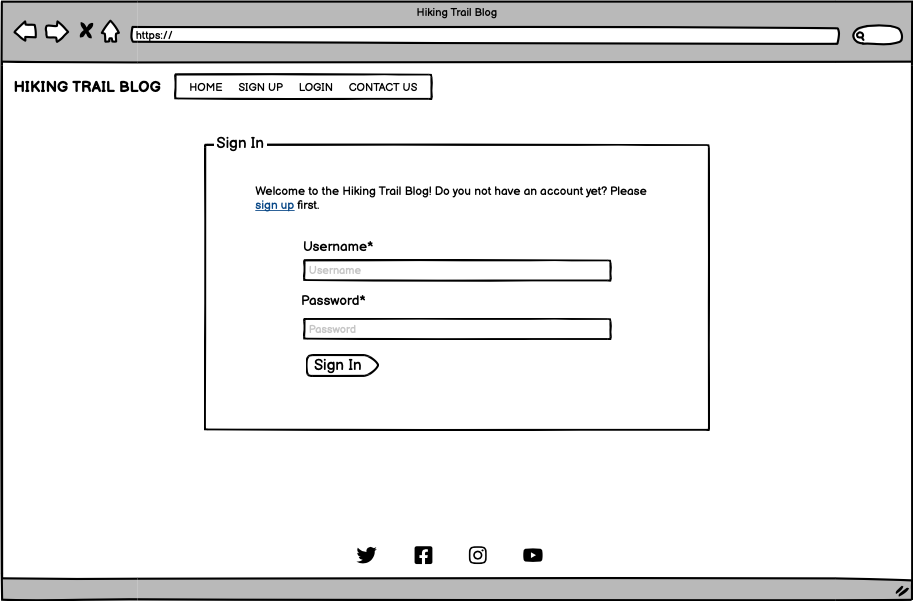 Hiking Trail Blog
https://
HIKING TRAIL BLOG
HOME SIGN UP LOGIN CONTACT US
Sign In
Welcome to the Hiking Trail Blog! Do you not have an account yet? Please
sign up first.
Username*
Username
Password*
Password
Sign In